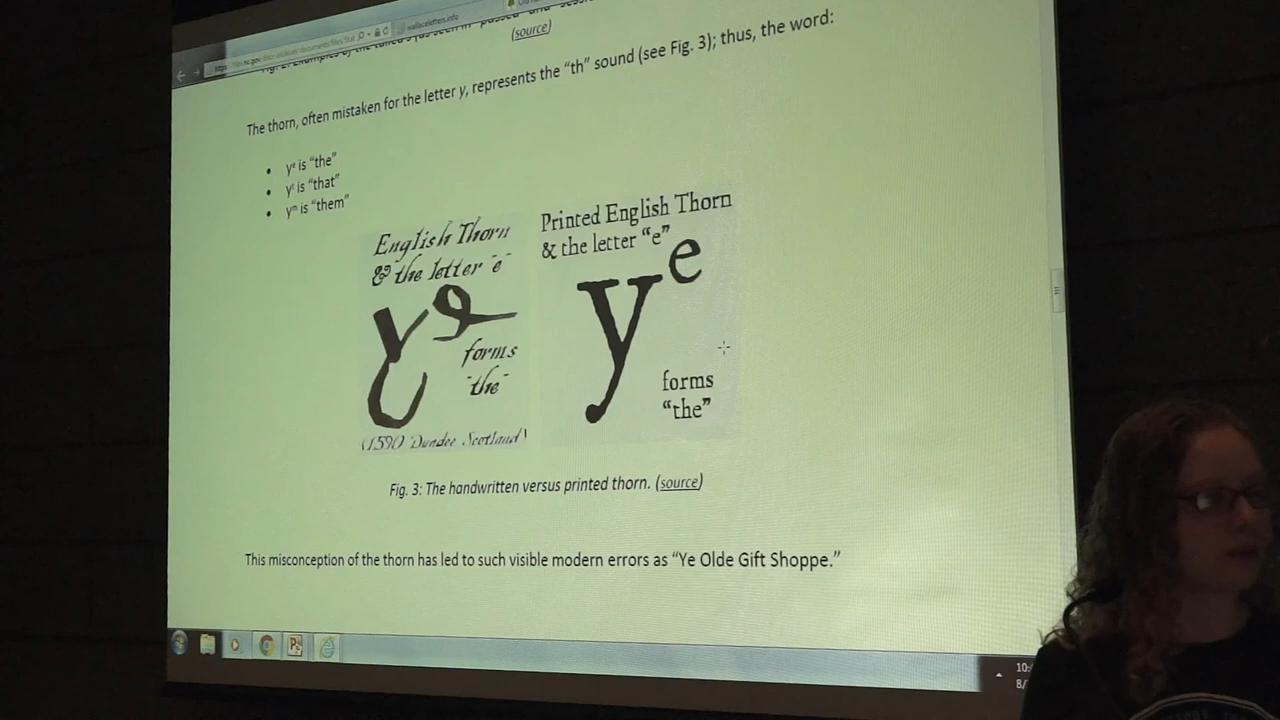 wallaceletters.info
(source)
The thorn, often mistaken for the letter y, represents the “th” sound (see Fig. 3); thus, the word:
• yᵉ is “the”
• yᵗ is “that”
• yᵐ is “them”
English Thorn
& the letter "e"
ye
forms
"the"
(1590 Dundee Scotland)
Printed English Thorn
& the letter “e”
ye
forms
“the”
Fig. 3: The handwritten versus printed thorn. (source)
This misconception of the thorn has led to such visible modern errors as “Ye Olde Gift Shoppe.”